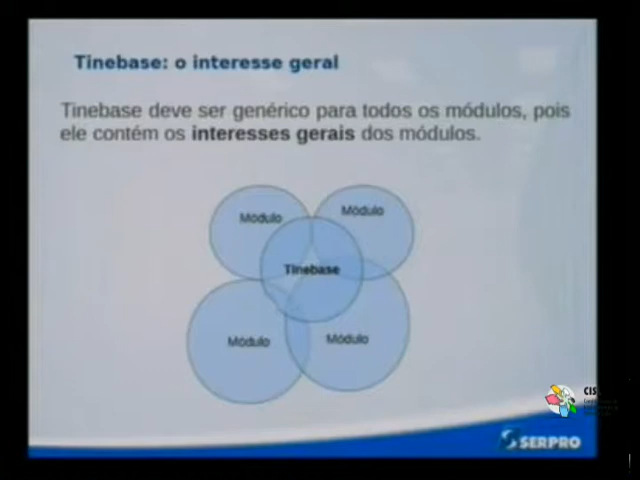 Tinebase: o interesse geral
Tinebase deve ser genérico para todos os módulos, pois
ele contém os interesses gerais dos módulos.
Módulo
Módulo
Tinebase
Módulo
Módulo
CIS
SERPRO